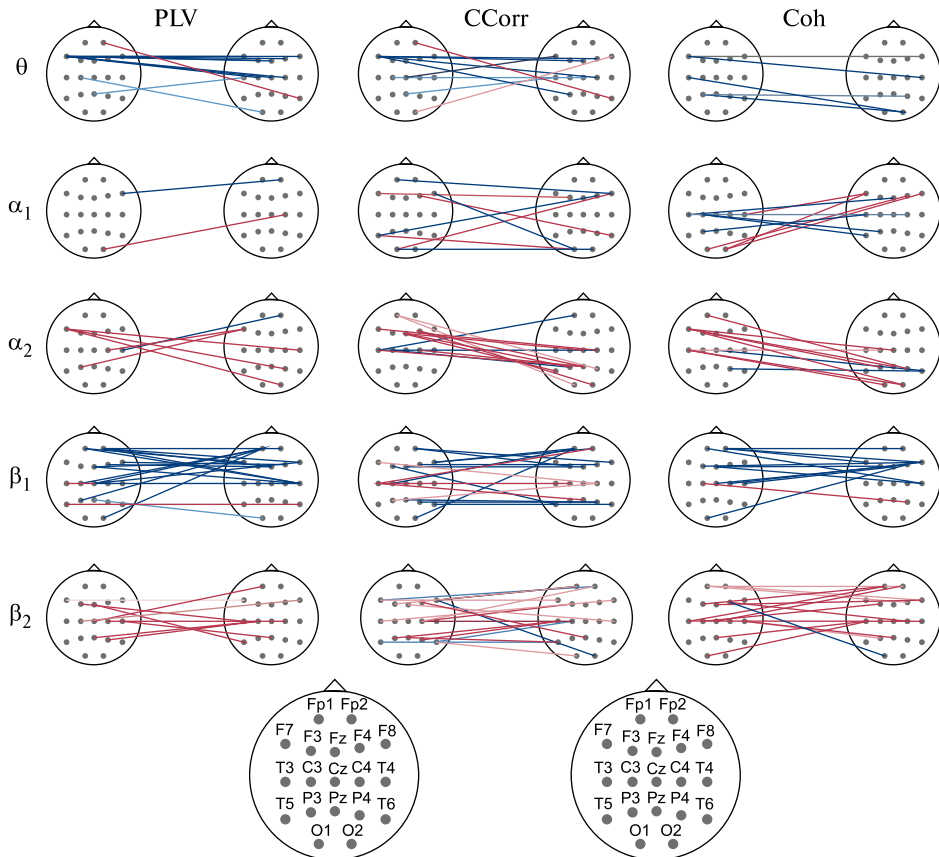 PLV CCorr Coh
θ
α1
α2
β1
β2
Fp1 Fp2 Fp1 Fp2
F7 F3 Fz F4 F8 F7 F3 Fz F4 F8
T3 C3 Cz C4 T4 T3 C3 Cz C4 T4
T5 P3 Pz P4 T6 T5 P3 Pz P4 T6
O1 O2 O1 O2